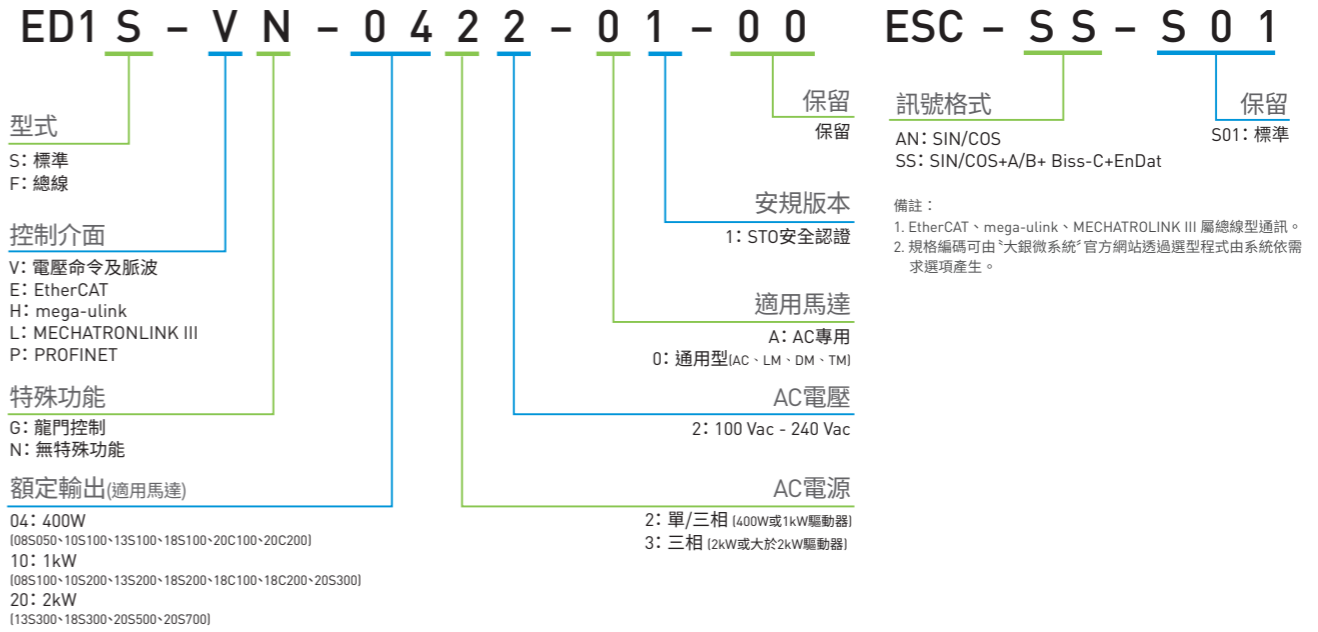 ED1 S - V N - 0 4 2 2 - 0 1 - 0 0
型式
S：標準
F：總線
控制介面
V：電壓命令及脈波
E：EtherCAT
H：mega-ulink
L：MECHATRONLINK III
P：PROFINET
特殊功能
G：龍門控制
N：無特殊功能
額定輸出(適用馬達)
04：400W
(08S050、10S100、13S100、18S100、20C100、20C200)
10：1kW
(08S100、10S200、13S200、18S200、18C100、18C200、20S300)
20：2kW
(13S300、18S300、20S500、20S700)
保留
保留
安規版本
1：STO安全認證
適用馬達
A：AC專用
0：通用型(AC、LM、DM、TM)
AC電壓
2：100 Vac - 240 Vac
AC電源
2：單/三相 (400W或1kW驅動器)
3：三相 (2kW或大於2kW驅動器)
ESC - S S - S 0 1
訊號格式
AN：SIN/COS
SS：SIN/COS+A/B+ Biss-C+EnDat
保留
S01：標準
備註：
1. EtherCAT、mega-ulink、MECHATROLINK III 屬總線型通訊。
2. 規格編碼可由〝大銀微系統〞官方網站透過選型程式由系統依需
求選項產生。